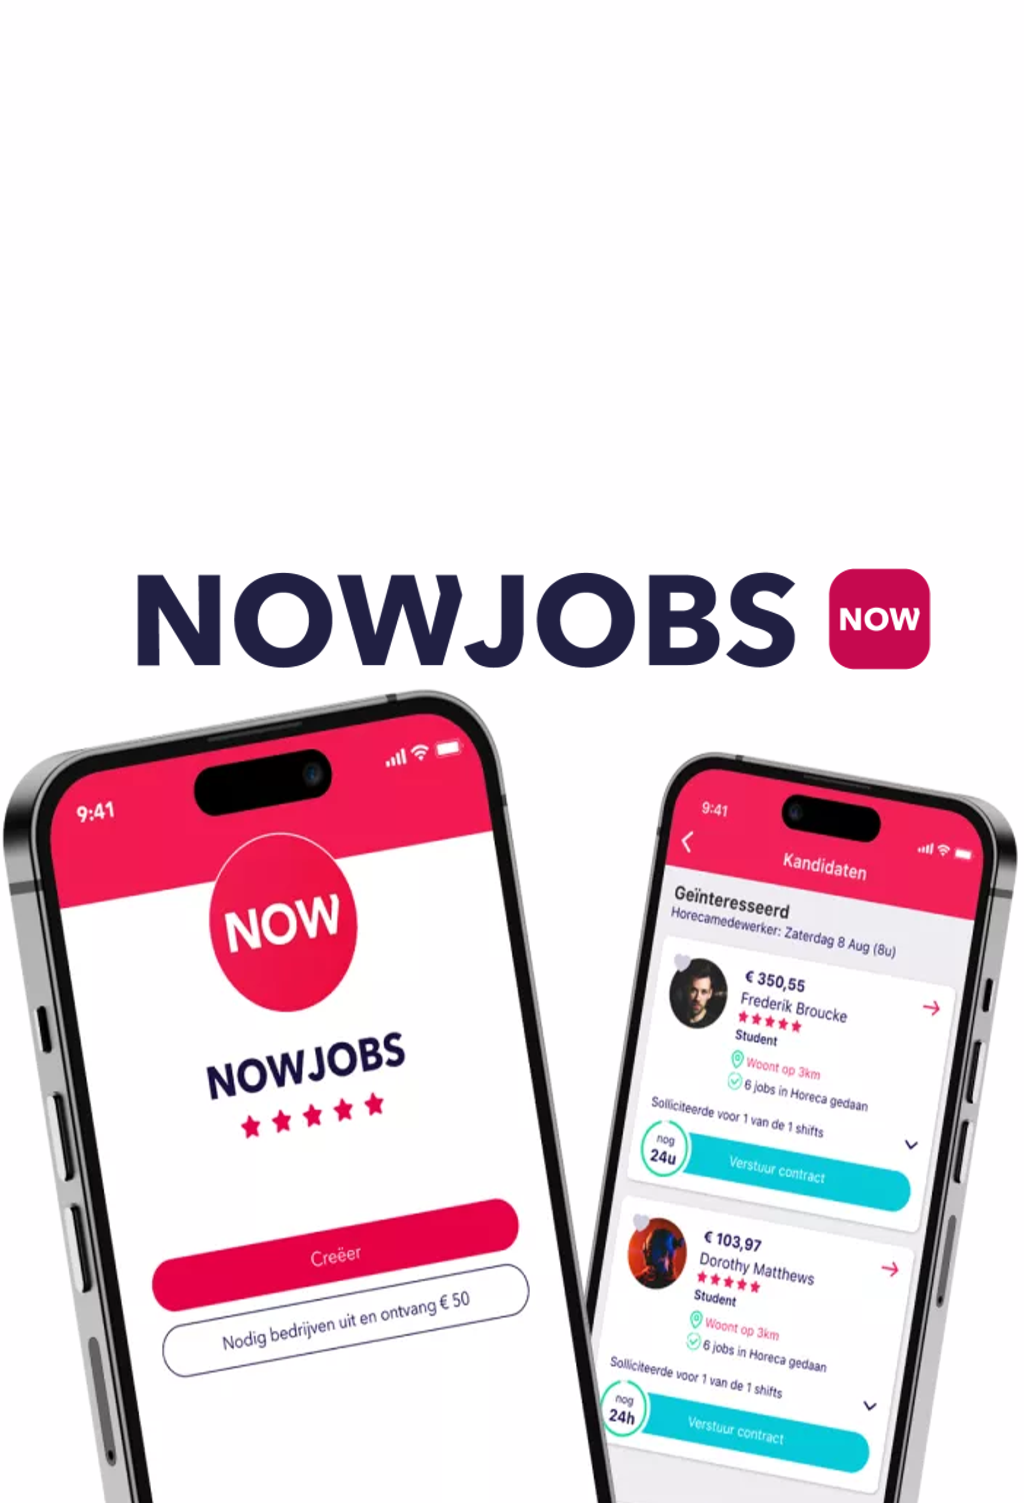 NOWJOBS NOW
9:41
NOW
NOWJOBS
Creëer
Nodig bedrijven uit en ontvang € 50
9:41
Kandidaten
Geïnteresseerd
Horecamedewerker: Zaterdag 8 Aug (8u)
€ 350,55
Frederik Broucke
Student
Woont op 3km
6 jobs in Horeca gedaan
Solliciteerde voor 1 van de 1 shifts
nog
24u
Verstuur contract
€ 103,97
Dorothy Matthews
Student
Woont op 3km
6 jobs in Horeca gedaan
Solliciteerde voor 1 van de 1 shifts
nog
24h
Verstuur contract